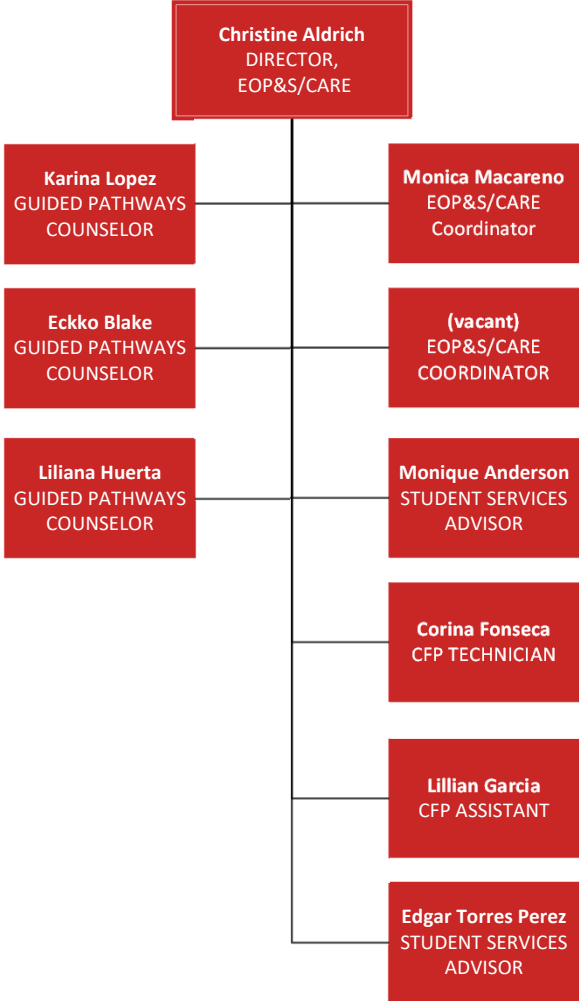 Christine Aldrich
DIRECTOR,
EOP&S/CARE
Karina Lopez
GUIDED PATHWAYS
COUNSELOR
Monica Macareno
EOP&S/CARE
Coordinator
Eckko Blake
GUIDED PATHWAYS
COUNSELOR
(vacant)
EOP&S/CARE
COORDINATOR
Liliana Huerta
GUIDED PATHWAYS
COUNSELOR
Monique Anderson
STUDENT SERVICES
ADVISOR
Corina Fonseca
CFP TECHNICIAN
Lillian Garcia
CFP ASSISTANT
Edgar Torres Perez
STUDENT SERVICES
ADVISOR